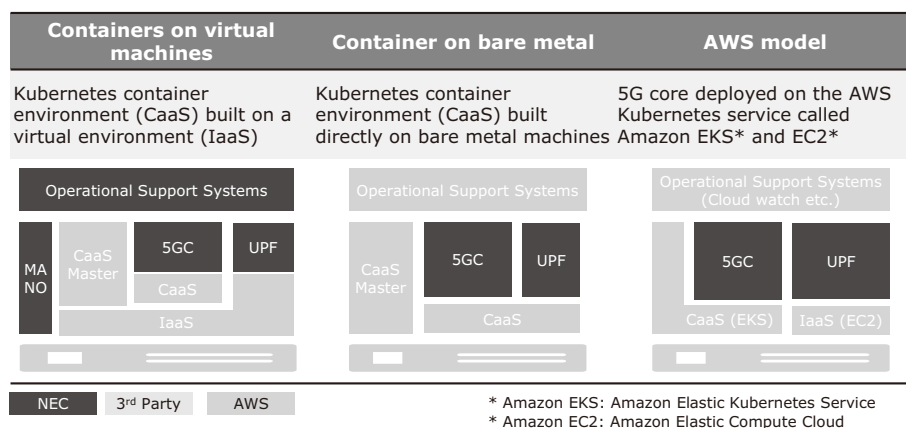 Containers on virtual
machines
Container on bare metal
AWS model
Kubernetes container
environment (CaaS) built on a
virtual environment (IaaS)
Kubernetes container
environment (CaaS) built
directly on bare metal machines
5G core deployed on the AWS
Kubernetes service called
Amazon EKS* and EC2*
Operational Support Systems
MA
NO
CaaS
Master
5GC
UPF
CaaS
IaaS
Operational Support Systems
CaaS
Master
5GC
UPF
CaaS
Operational Support Systems
(Cloud watch etc.)
5GC
UPF
CaaS (EKS)
IaaS (EC2)
NEC
3rd Party
AWS
* Amazon EKS: Amazon Elastic Kubernetes Service
* Amazon EC2: Amazon Elastic Compute Cloud